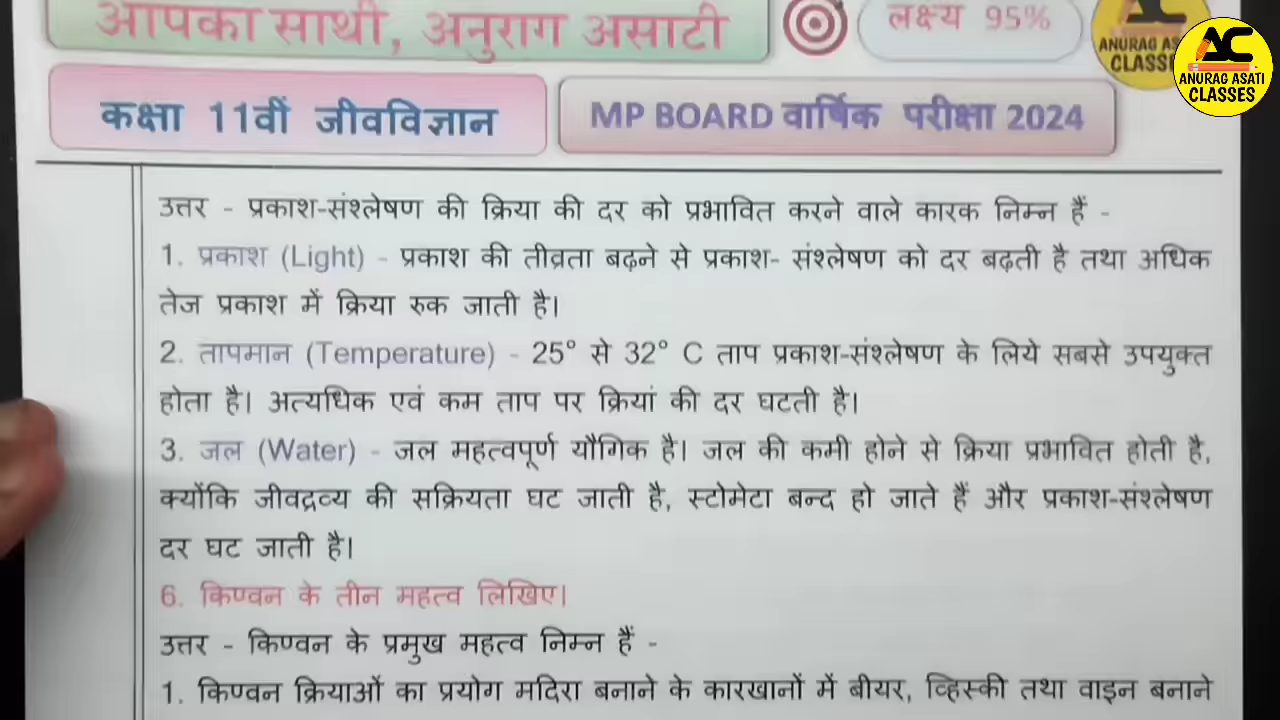 आपका साथी, अनुराग असाटी
लक्ष्य 95%
ANURAG AS
CLASSE
AC
ANURAG ASATI
CLASSES
कक्षा 11वीं जीवविज्ञान
MP BOARD वार्षिक परीक्षा 2024
उत्तर - प्रकाश-संश्लेषण की क्रिया की दर को प्रभावित करने वाले कारक निम्न हैं -
1. प्रकाश (Light) - प्रकाश की तीव्रता बढ़ने से प्रकाश- संश्लेषण को दर बढ़ती है तथा अधिक
तेज प्रकाश में क्रिया रुक जाती है।
2. तापमान (Temperature) - 25° से 32° C ताप प्रकाश-संश्लेषण के लिये सबसे उपयुक्त
होता है। अत्यधिक एवं कम ताप पर क्रियां की दर घटती है।
3. जल (Water) - जल महत्वपूर्ण यौगिक है। जल की कमी होने से क्रिया प्रभावित होती है,
क्योंकि जीवद्रव्य की सक्रियता घट जाती है, स्टोमेटा बन्द हो जाते हैं और प्रकाश-संश्लेषण
दर घट जाती है।
6. किण्वन के तीन महत्व लिखिए।
उत्तर - किण्वन के प्रमुख महत्व निम्न हैं -
1. किण्वन क्रियाओं का प्रयोग मदिरा बनाने के कारखानों में बीयर, व्हिस्की तथा वाइन बनाने